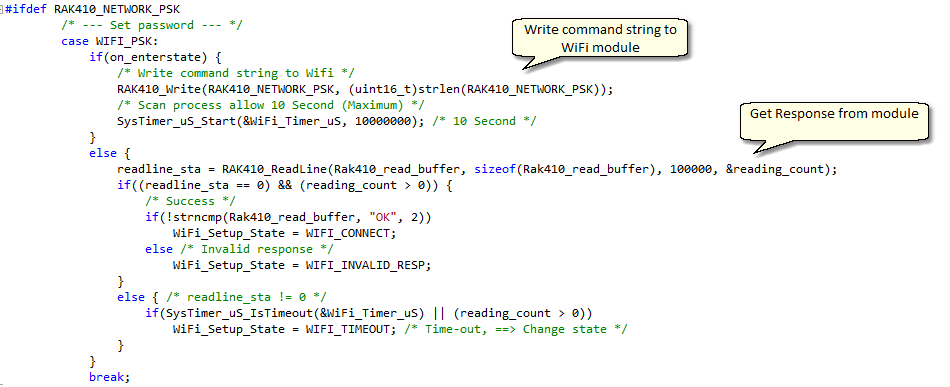 #ifdef RAK410_NETWORK_PSK
/* --- Set password --- */
case WIFI_PSK:
if(on_enterstate) {
/* Write command string to Wifi */
RAK410_Write(RAK410_NETWORK_PSK, (uint16_t)strlen(RAK410_NETWORK_PSK));
/* Scan process allow 10 Second (Maximum) */
SysTimer_uS_Start(&WiFi_Timer_uS, 10000000); /* 10 Second */
}
else {
readline_sta = RAK410_ReadLine(Rak410_read_buffer, sizeof(Rak410_read_buffer), 100000, &reading_count);
if((readline_sta == 0) && (reading_count > 0)) {
/* Success */
if(!strncmp(Rak410_read_buffer, "OK", 2))
WiFi_Setup_State = WIFI_CONNECT;
else /* Invalid response */
WiFi_Setup_State = WIFI_INVALID_RESP;
}
else { /* readline_sta != 0 */
if(SysTimer_uS_IsTimeout(&WiFi_Timer_uS) || (reading_count > 0))
WiFi_Setup_State = WIFI_TIMEOUT; /* Time-out, ==> Change state */
}
}
break;
Write command string to
WiFi module
Get Response from module